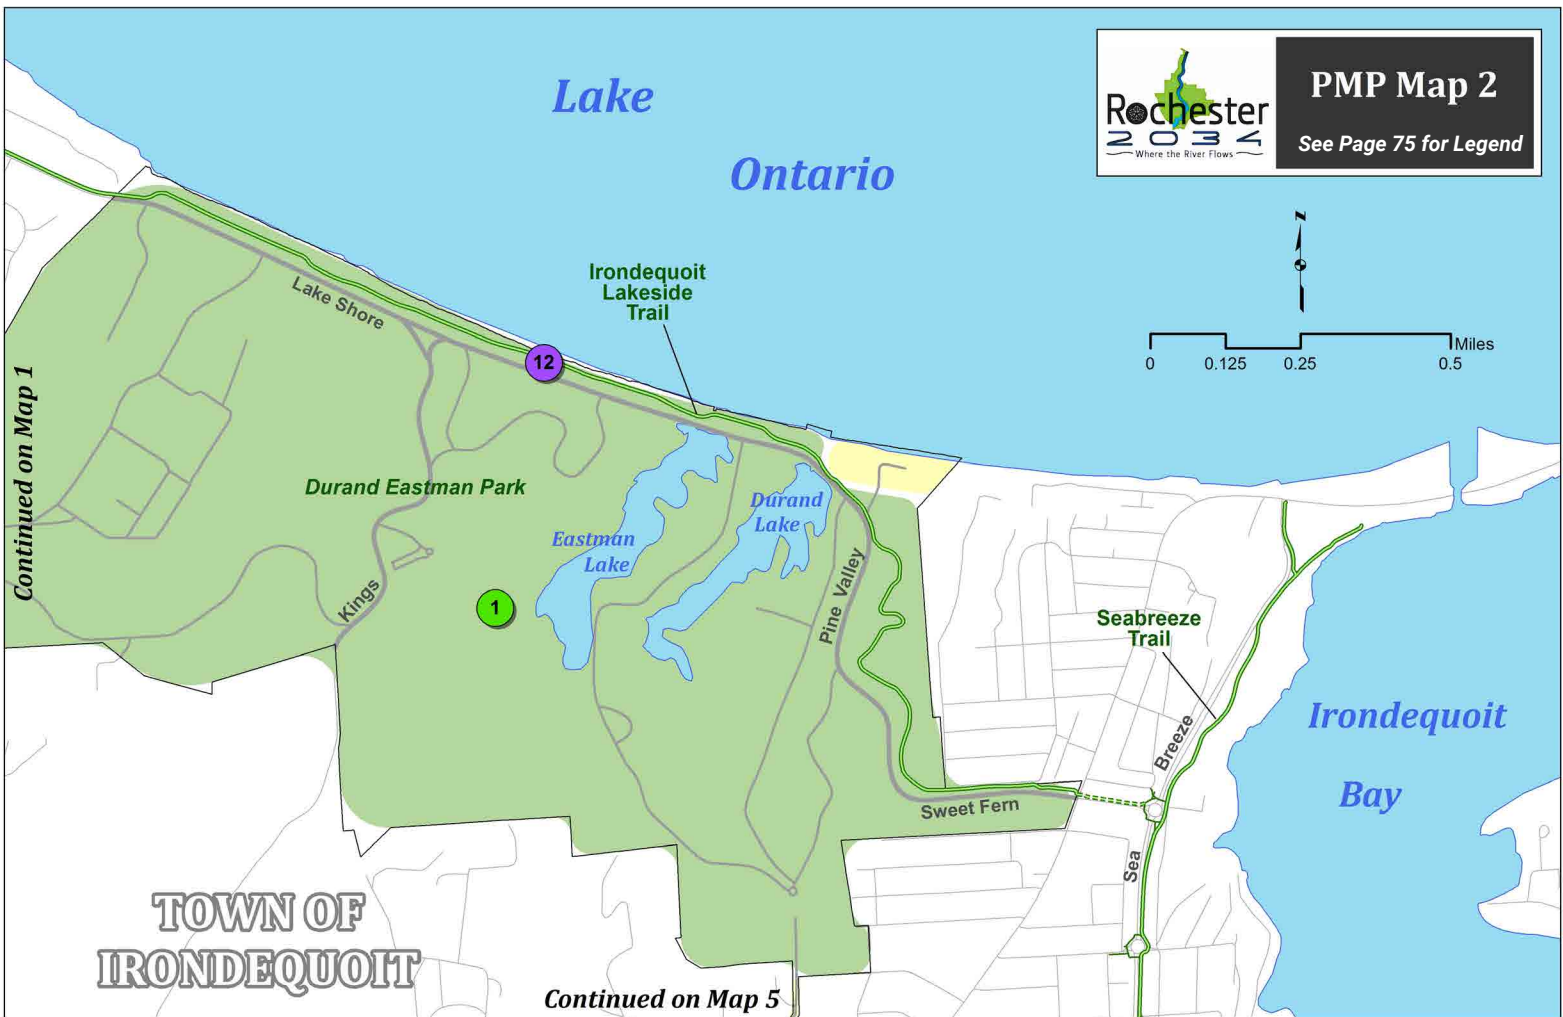 Lake
Ontario
Rochester
2034
Where the River Flows
PMP Map 2
See Page 75 for Legend
N
Miles
0
0.125
0.25
0.5
Irondequoit
Lakeside
Trail
Lake Shore
12
Continued on Map 1
Durand Eastman Park
Durand
Lake
Eastman
Lake
Kings
1
Pine Valley
Seabreeze
Trail
Breeze
Irondequoit
Bay
Sweet Fern
Sea
TOWN OF
IRONDEQUOIT
Continued on Map 5